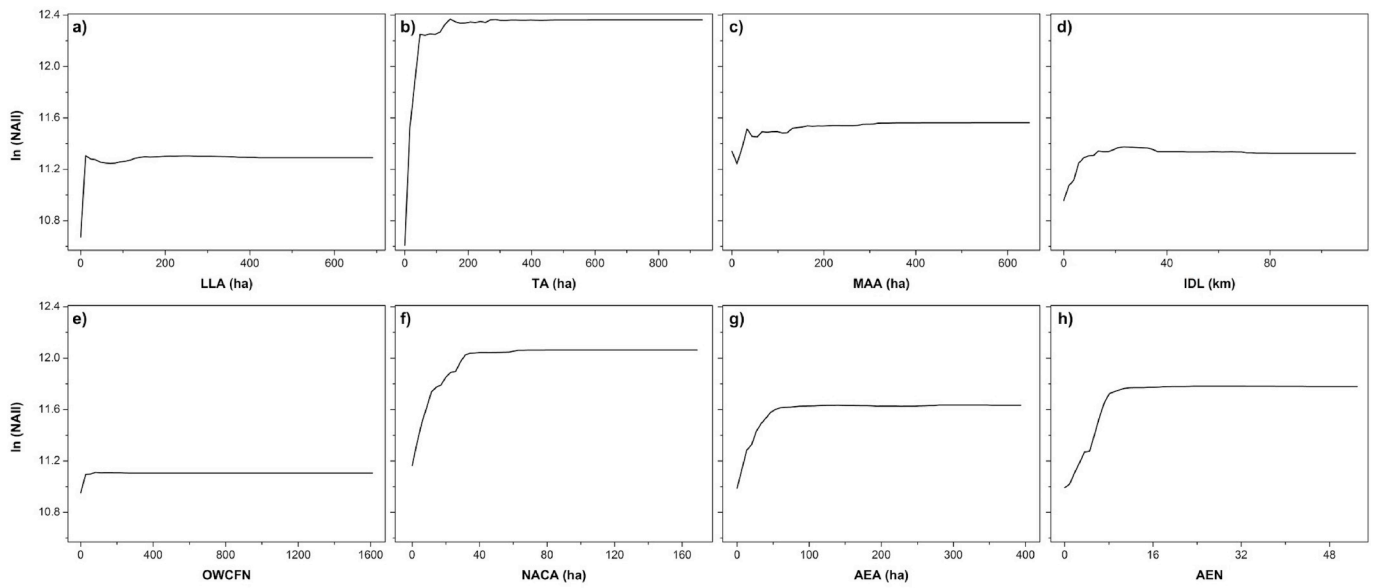 a)
b)
c)
d)
12.4
12.0
11.6
11.2
10.8
ln (NAII)
0 200 400 600
0 200 400 600 800
0 200 400 600
0 40 80
LLA (ha)
TA (ha)
MAA (ha)
IDL (km)
e)
f)
g)
h)
12.4
12.0
11.6
11.2
10.8
ln (NAII)
0 400 800 1200 1600
0 40 80 120 160
0 100 200 300 400
0 16 32 48
OWCFN
NACA (ha)
AEA (ha)
AEN